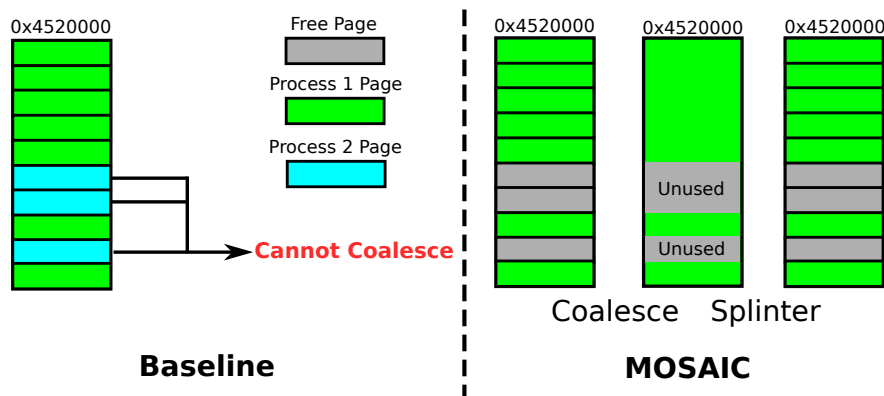 0x4520000
Free Page
Process 1 Page
Process 2 Page
Cannot Coalesce
Baseline
0x4520000
0x4520000
0x4520000
Unused
Unused
Coalesce
Splinter
MOSAIC